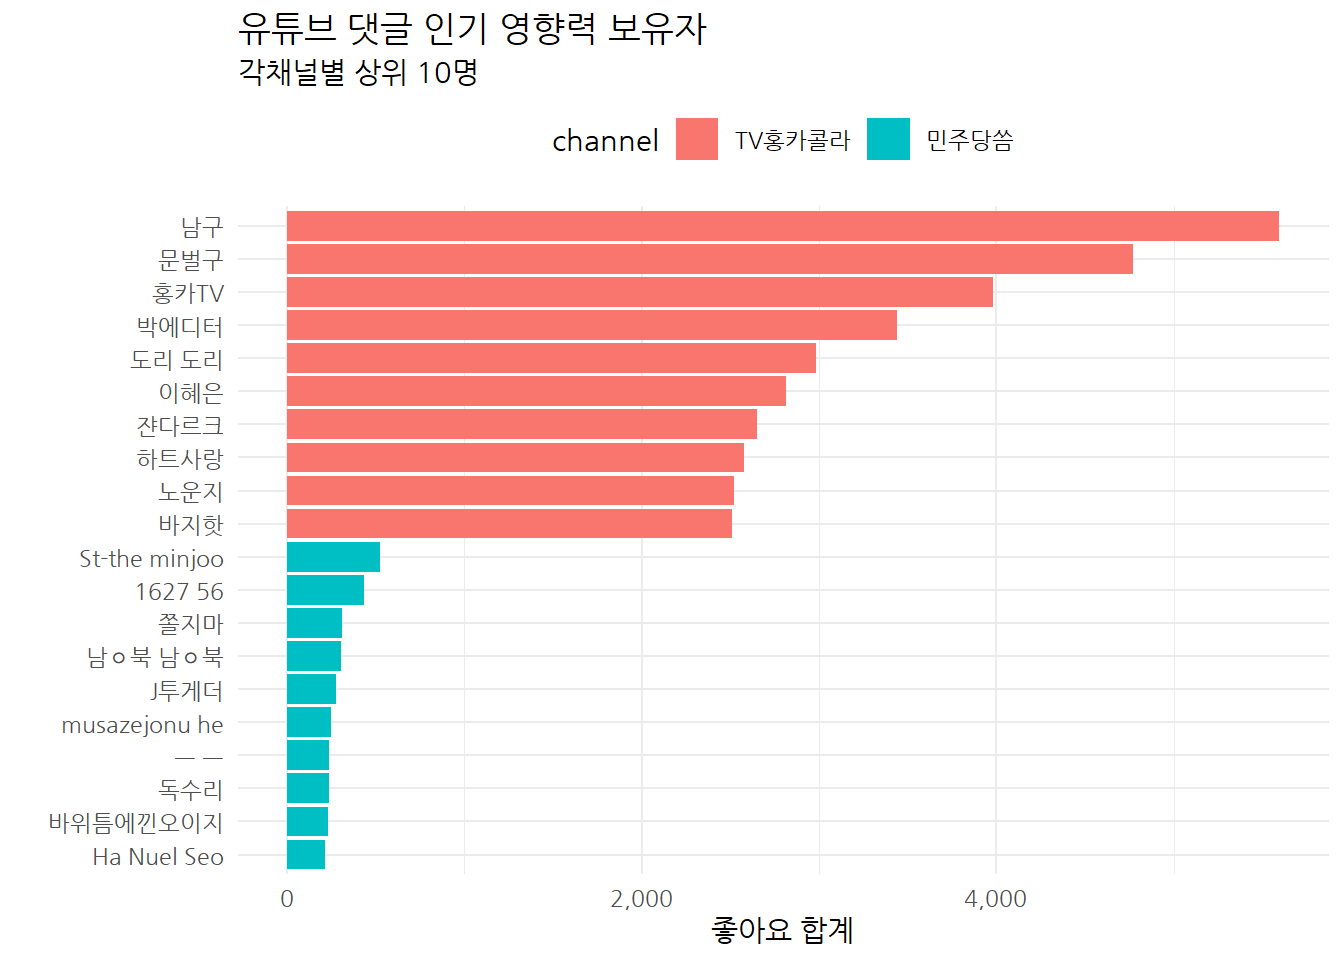 유튜브 댓글 인기 영향력 보유자
각채널별 상위 10명
channel TV홍카콜라 민주당씀
남구
문벌구
홍카TV
박에디터
도리 도리
이혜은
쟌다르크
하트사랑
노운지
바지핫
St-the minjoo
1627 56
쫄지마
남ㅇ북 남ㅇ북
J투게더
musazejonu he
ㅡ ㅡ
독수리
바위틈에낀오이지
Ha Nuel Seo
0 2,000 4,000
좋아요 합계